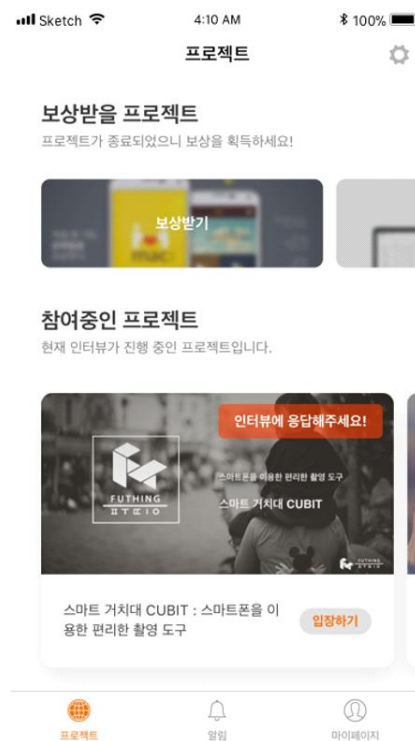 Sketch 4:10 AM 100%
프로젝트
보상받을 프로젝트
프로젝트가 종료되었으니 보상을 획득하세요!
보상받기
참여중인 프로젝트
현재 인터뷰가 진행 중인 프로젝트입니다.
인터뷰에 응답해주세요!
스마트폰을 이용한 편리한 촬영 도구
스마트 거치대 CUBIT
FUTHING
FUTHING
스마트 거치대 CUBIT : 스마트폰을 이
용한 편리한 촬영 도구
입장하기
프로젝트 알림 마이페이지